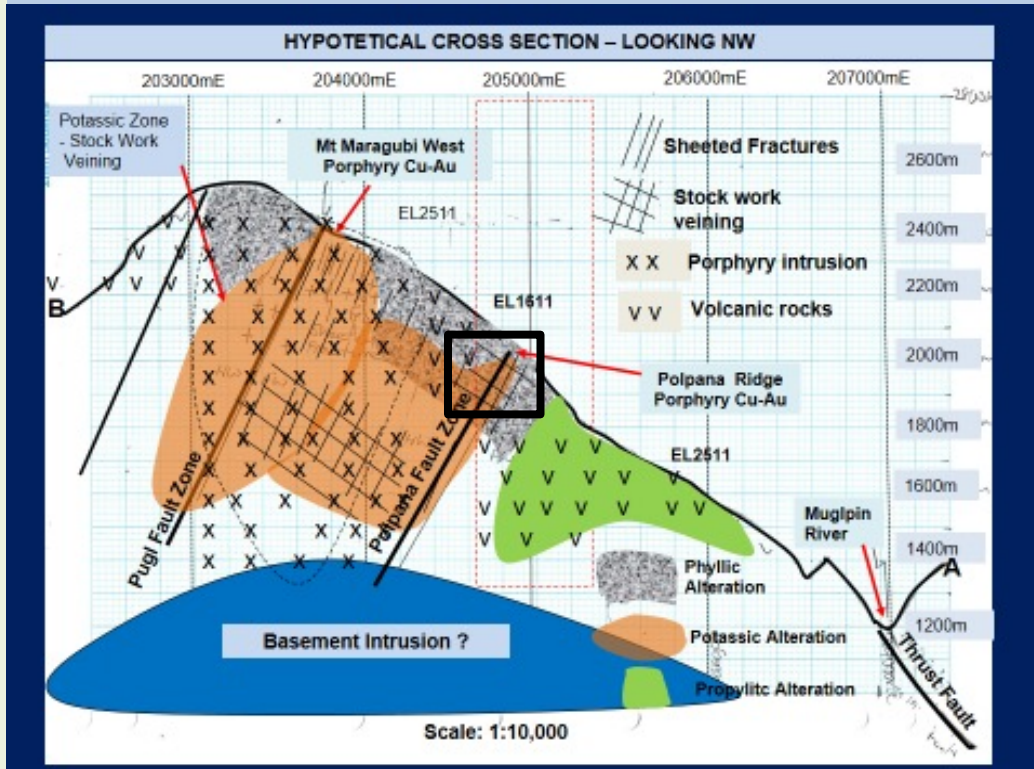 HYPOTETICAL CROSS SECTION – LOOKING NW
203000mE 204000mE 205000mE 206000mE 207000mE
Potassic Zone
- Stock Work
Veining
Mt Maragubi West
Porphyry Cu-Au
EL2511
Sheeted Fractures
Stock work
veining
X X Porphyry intrusion
V V Volcanic rocks
2600m
2400m
2200m
2000m
1800m
1600m
1400m
1200m
B
EL1611
Polpana Ridge
Porphyry Cu-Au
EL2511
Muglpin
River
A
Pugl Fault Zone
Polpana Fault Zone
Phyllic
Alteration
Potassic Alteration
Propylitc Alteration
Thrust Fault
Basement Intrusion ?
Scale: 1:10,000